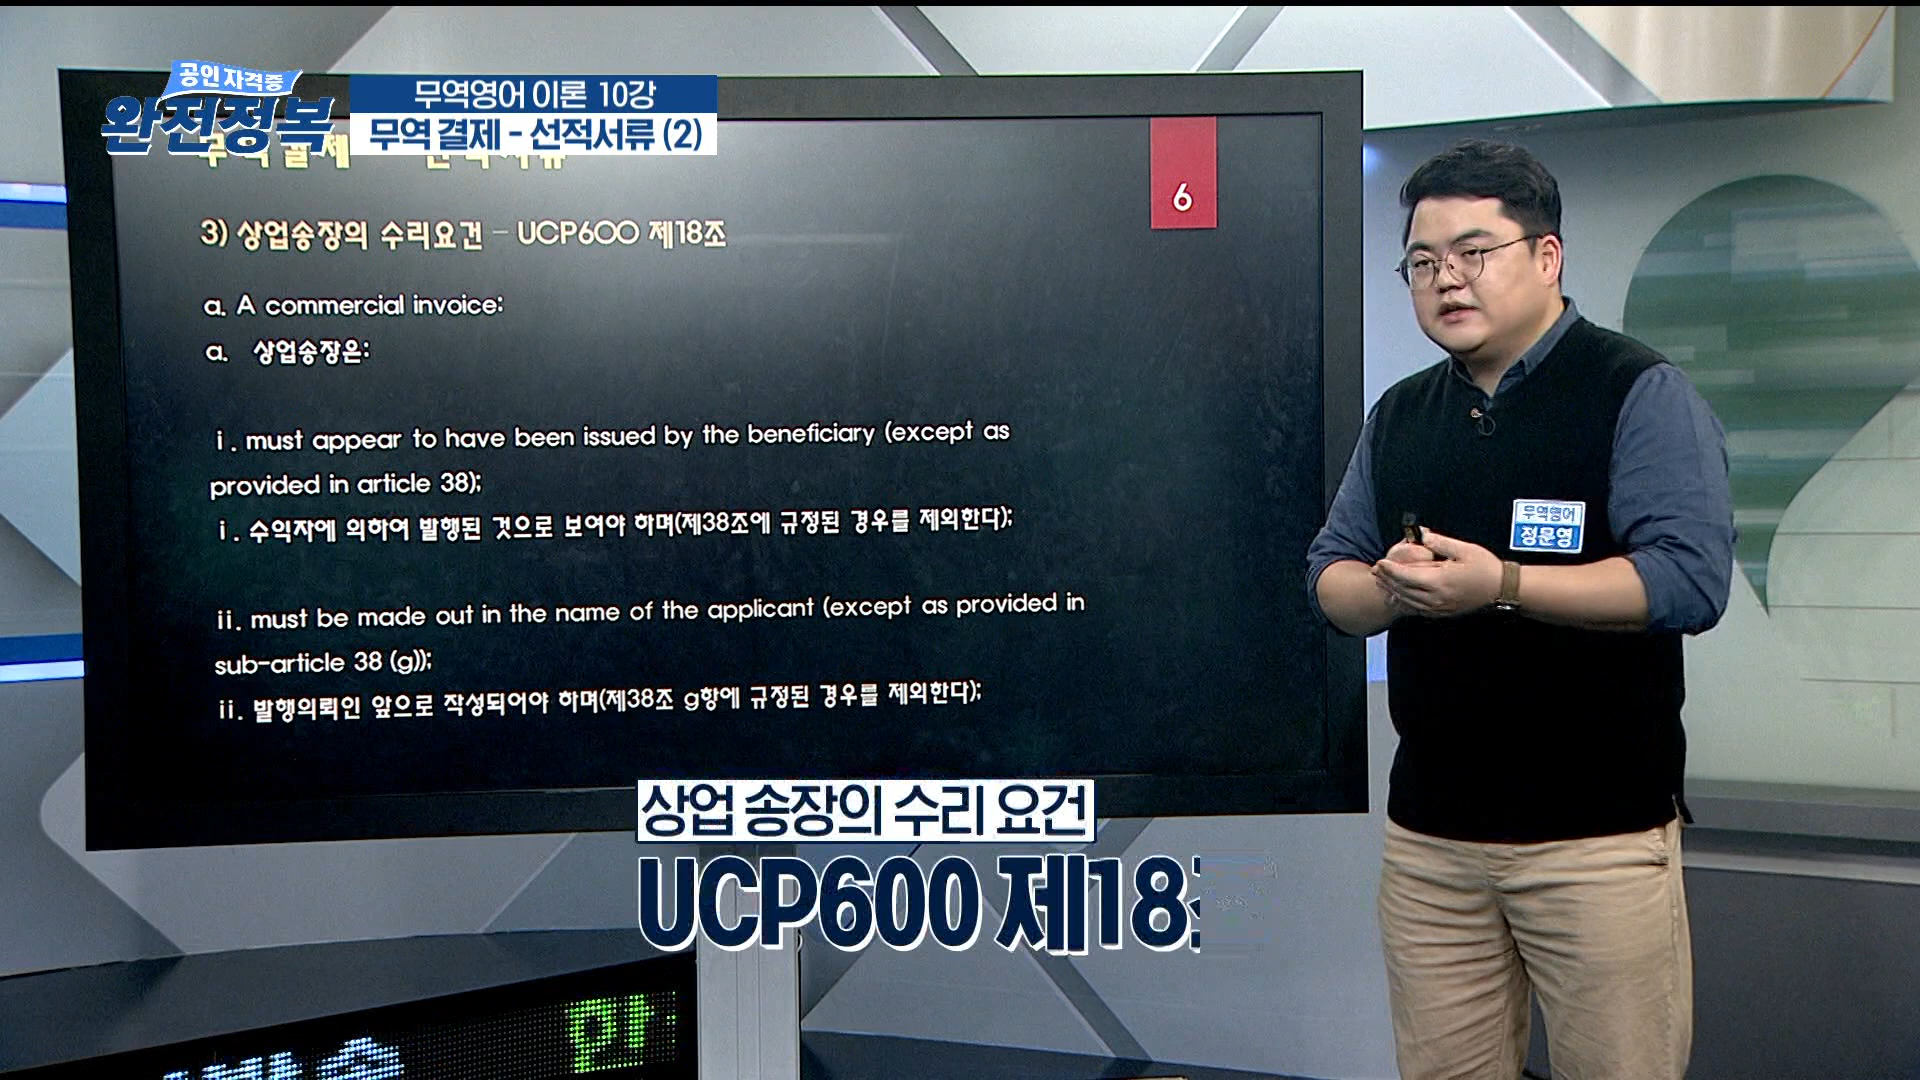 공인 자격증
완전정복
무역영어 이론 10강
무역 결제 - 선적서류 (2)
6
3) 상업송장의 수리요건 - UCP600 제18조
a. A commercial invoice:
a. 상업송장은:
i. must appear to have been issued by the beneficiary (except as
provided in article 38);
i. 수익자에 의하여 발행된 것으로 보여야 하며(제38조에 규정된 경우를 제외한다);
ii. must be made out in the name of the applicant (except as provided in
sub-article 38 (g));
ii. 발행의뢰인 앞으로 작성되어야 하며(제38조 g항에 규정된 경우를 제외한다);
무역영어
정문영
상업 송장의 수리 요건
UCP600 제18